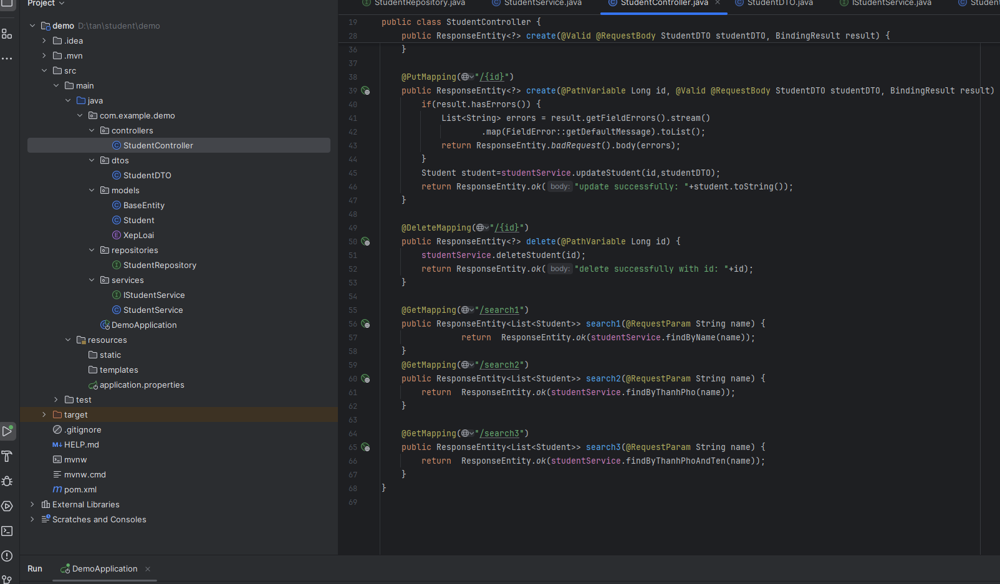 Project
demo D:\tan\student\demo
.idea
.mvn
src
main
java
com.example.demo
controllers
StudentController
dtos
StudentDTO
models
BaseEntity
Student
XepLoai
repositories
StudentRepository
services
IStudentService
StudentService
DemoApplication
resources
static
templates
application.properties
test
target
.gitignore
HELP.md
mvnw
mvnw.cmd
pom.xml
External Libraries
Scratches and Consoles
StudentRepository.java StudentService.java StudentController.java StudentDTO.java IStudentService.java
19 public class StudentController {
28 public ResponseEntity<?> create(@Valid @RequestBody StudentDTO studentDTO, BindingResult result) {
36 }
37
38 @PutMapping("/{id}")
39 public ResponseEntity<?> create(@PathVariable Long id, @Valid @RequestBody StudentDTO studentDTO, BindingResult result)
40 if(result.hasErrors()) {
41 List<String> errors = result.getFieldErrors().stream()
42 .map(FieldError::getDefaultMessage).toList();
43 return ResponseEntity.badRequest().body(errors);
44 }
45 Student student=studentService.updateStudent(id,studentDTO);
46 return ResponseEntity.ok( body: "update successfully: "+student.toString());
47 }
48
49 @DeleteMapping("/{id}")
50 public ResponseEntity<?> delete(@PathVariable Long id) {
51 studentService.deleteStudent(id);
52 return ResponseEntity.ok( body: "delete successfully with id: "+id);
53 }
54
55 @GetMapping("/search1")
56 public ResponseEntity<List<Student>> search1(@RequestParam String name) {
57 return ResponseEntity.ok(studentService.findByName(name));
58 }
59 @GetMapping("/search2")
60 public ResponseEntity<List<Student>> search2(@RequestParam String name) {
61 return ResponseEntity.ok(studentService.findByThanhPho(name));
62 }
63
64 @GetMapping("/search3")
65 public ResponseEntity<List<Student>> search3(@RequestParam String name) {
66 return ResponseEntity.ok(studentService.findByThanhPhoAndTen(name));
67 }
68 }
69
Run DemoApplication